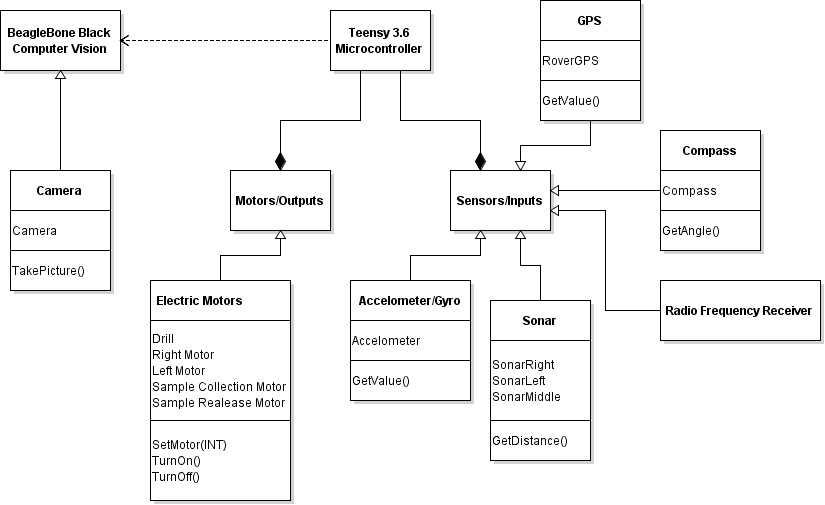 BeagleBone Black
Computer Vision
Teensy 3.6
Microcontroller
GPS
RoverGPS
GetValue()
Compass
Compass
GetAngle()
Camera
Camera
TakePicture()
Motors/Outputs
Sensors/Inputs
Electric Motors
Drill
Right Motor
Left Motor
Sample Collection Motor
Sample Realease Motor
SetMotor(INT)
TurnOn()
TurnOff()
Accelometer/Gyro
Accelometer
GetValue()
Sonar
SonarRight
SonarLeft
SonarMiddle
GetDistance()
Radio Frequency Receiver